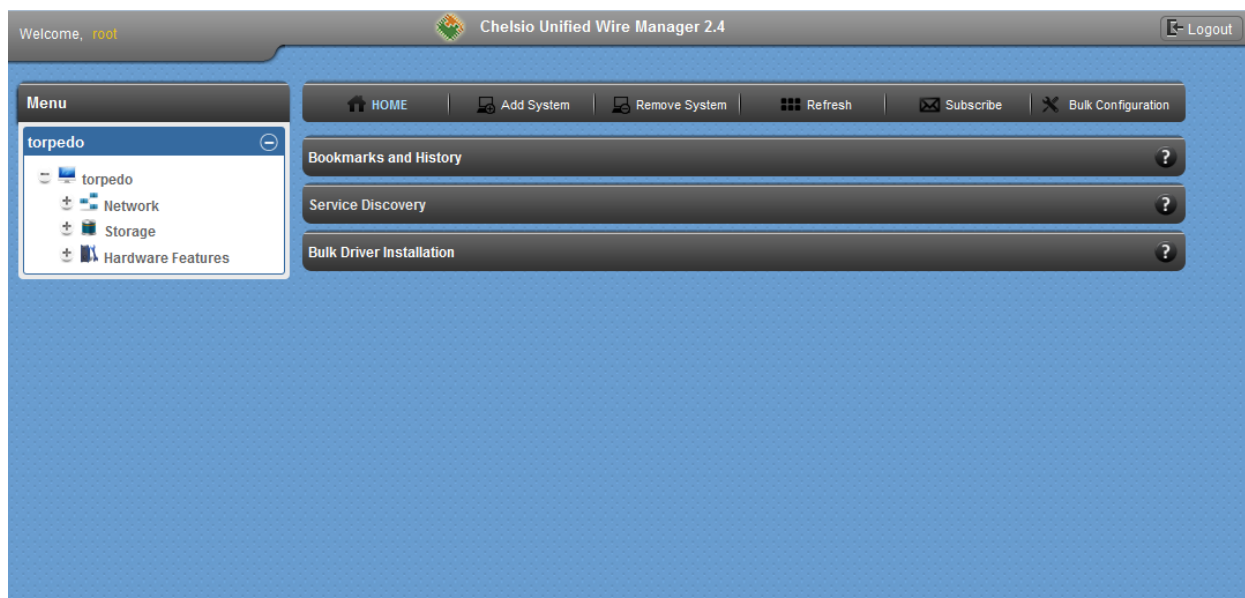 Welcome, root
Chelsio Unified Wire Manager 2.4
Logout
Menu
HOME
Add System
Remove System
Refresh
Subscribe
Bulk Configuration
torpedo
torpedo
Network
Storage
Hardware Features
Bookmarks and History
Service Discovery
Bulk Driver Installation